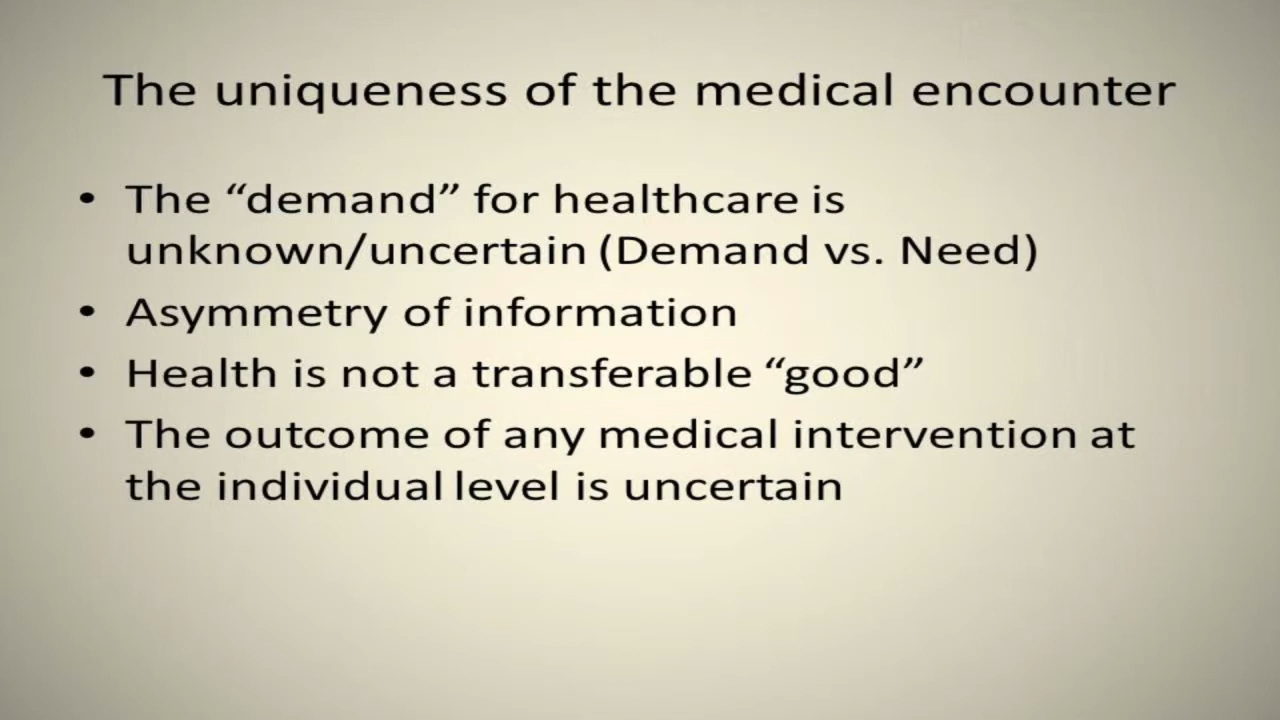 The uniqueness of the medical encounter
• The “demand” for healthcare is
unknown/uncertain (Demand vs. Need)
• Asymmetry of information
• Health is not a transferable “good”
• The outcome of any medical intervention at
the individual level is uncertain